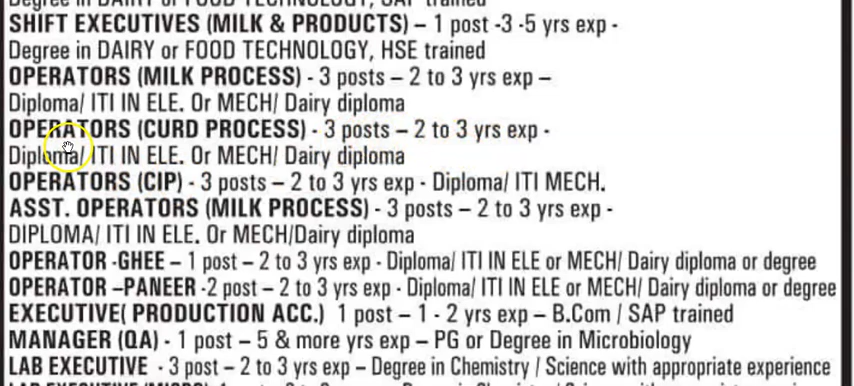 Degree in DAIRY or FOOD TECHNOLOGY, SAP trained
SHIFT EXECUTIVES (MILK & PRODUCTS) – 1 post -3 -5 yrs exp -
Degree in DAIRY or FOOD TECHNOLOGY, HSE trained
OPERATORS (MILK PROCESS) - 3 posts – 2 to 3 yrs exp –
Diploma/ ITI IN ELE. Or MECH/ Dairy diploma
OPERATORS (CURD PROCESS) - 3 posts – 2 to 3 yrs exp -
Diploma/ ITI IN ELE. Or MECH/ Dairy diploma
OPERATORS (CIP) - 3 posts – 2 to 3 yrs exp - Diploma/ ITI MECH.
ASST. OPERATORS (MILK PROCESS) - 3 posts – 2 to 3 yrs exp -
DIPLOMA/ ITI IN ELE. Or MECH/Dairy diploma
OPERATOR -GHEE – 1 post – 2 to 3 yrs exp - Diploma/ ITI IN ELE or MECH/ Dairy diploma or degree
OPERATOR –PANEER -2 post – 2 to 3 yrs exp - Diploma/ ITI IN ELE or MECH/ Dairy diploma or degree
EXECUTIVE( PRODUCTION ACC.) 1 post – 1 - 2 yrs exp – B.Com / SAP trained
MANAGER (QA) - 1 post – 5 & more yrs exp – PG or Degree in Microbiology
LAB EXECUTIVE - 3 post – 2 to 3 yrs exp – Degree in Chemistry / Science with appropriate experience